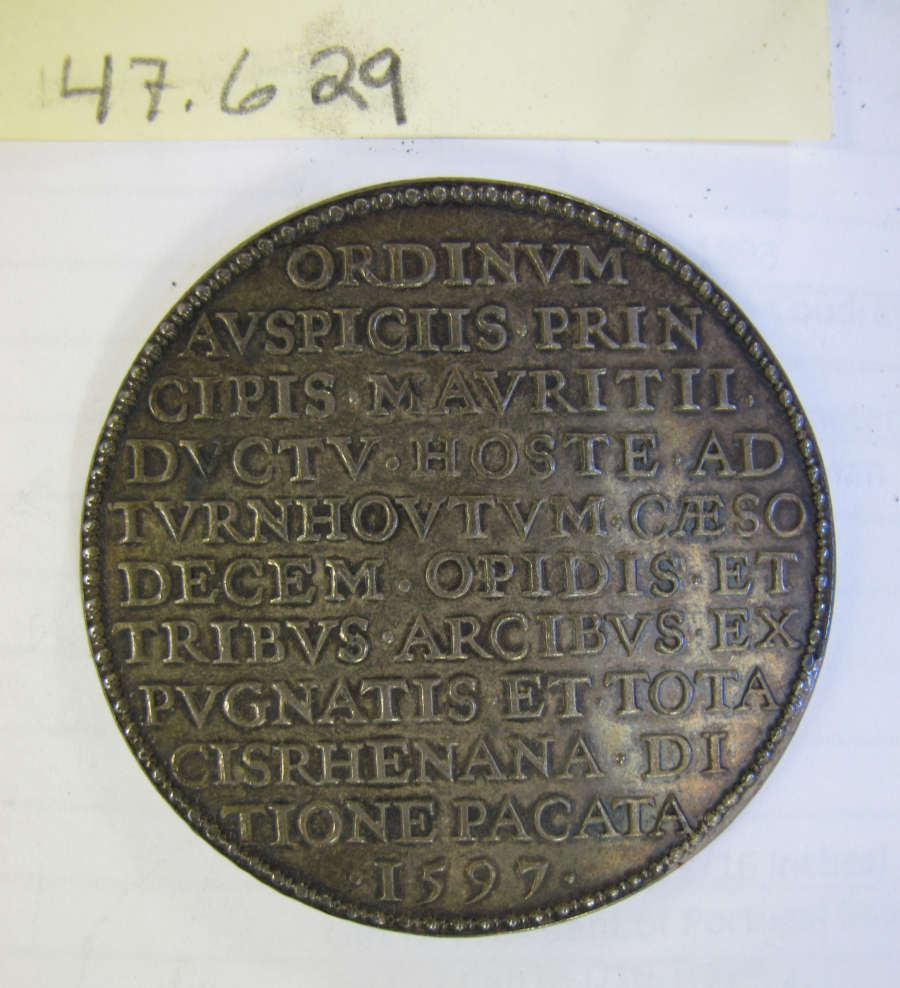 47.629
ORDINVM
AVSPICIIS·PRIN
CIPIS·MAVRITII.
DVCTV·HOSTE·AD
TVRNHOVTVM·CÆSO
DECEM·OPIDIS·ET
TRIBVS·ARCIBVS·EX
PVGNATIS ET·TOTA
CISRHENANA·DI
TIONE PACATA
·1597·